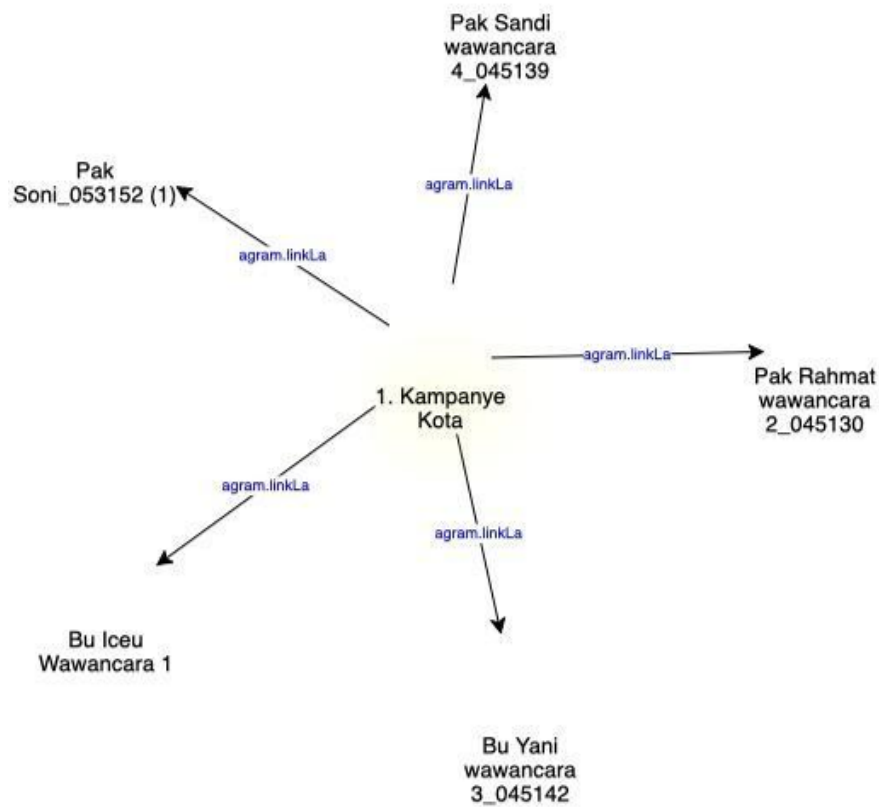 Pak Sandi
wawancara
4_045139
agram.linkLa
Pak
Soni_053152 (1)
agram.linkLa
agram.linkLa
Pak Rahmat
wawancara
2_045130
1. Kampanye
Kota
agram.linkLa
agram.linkLa
Bu Iceu
Wawancara 1
Bu Yani
wawancara
3_045142